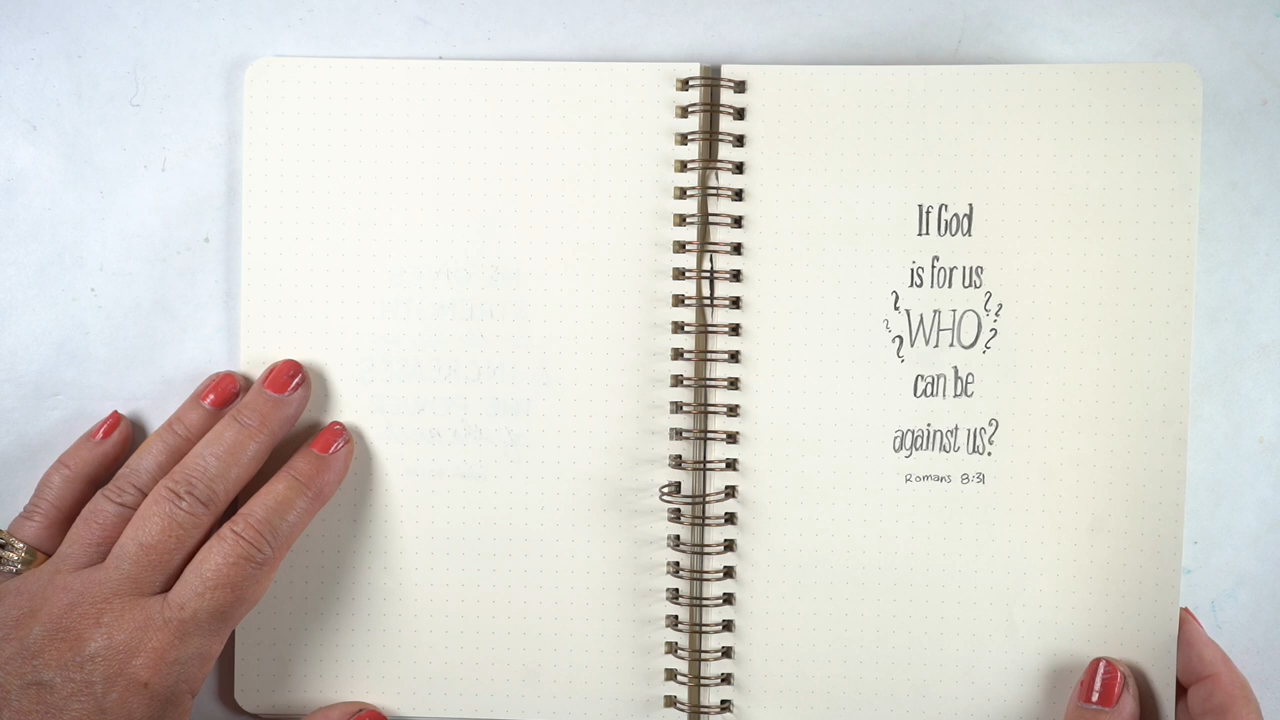 If God
is for us
? ? ? WHO ? ? ?
can be
against us?
Romans 8:31